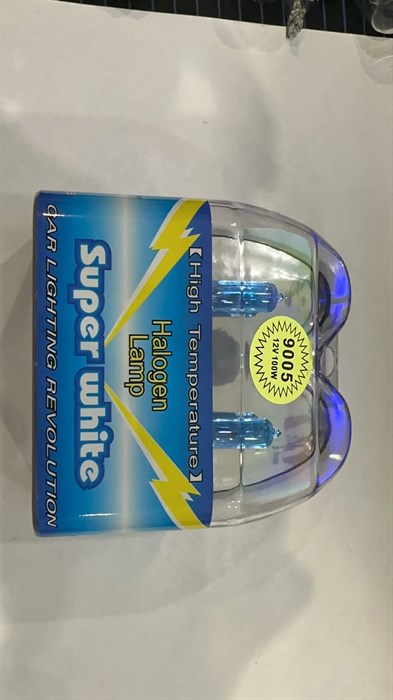 9005
12V 100W
【High Temperature】
Halogen
Lamp
Super white
CAR LIGHTING REVOLUTION